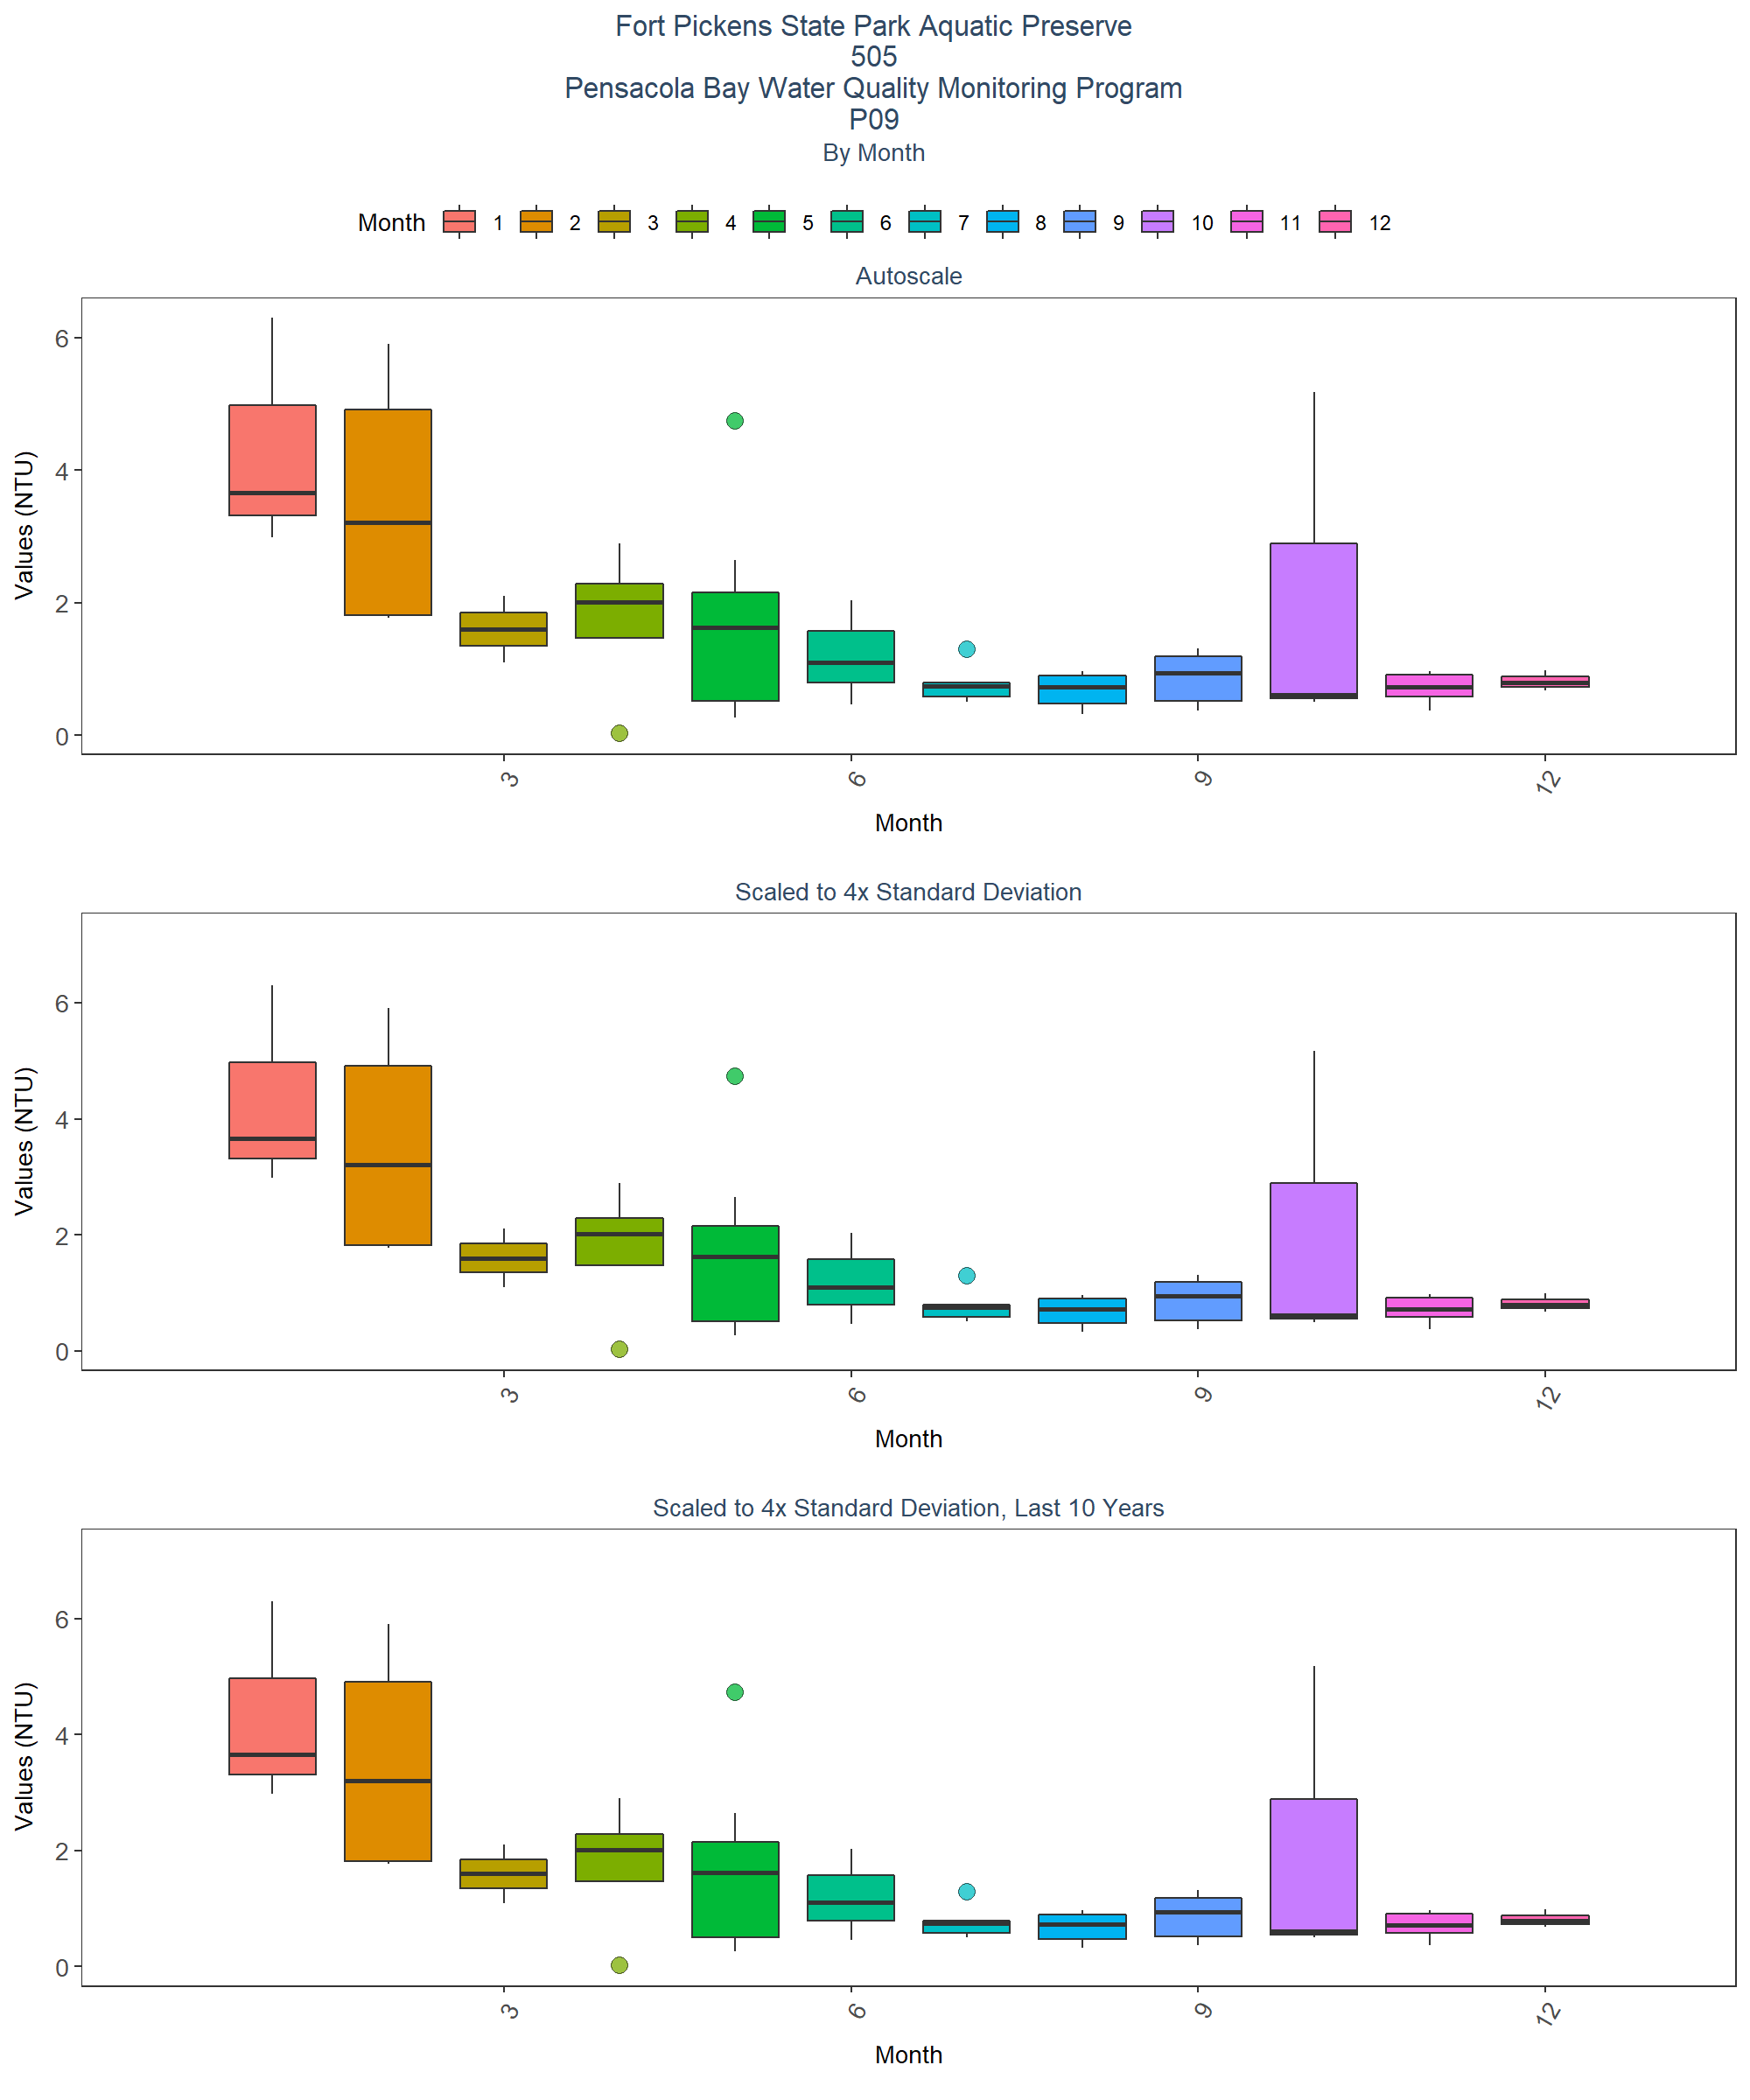 Fort Pickens State Park Aquatic Preserve
505
Pensacola Bay Water Quality Monitoring Program
P09
By Month
Month 1 2 3 4 5 6 7 8 9 10 11 12
Autoscale
Values (NTU)
6
4
2
0
3 6 9 12
Month
Scaled to 4x Standard Deviation
Values (NTU)
6
4
2
0
3 6 9 12
Month
Scaled to 4x Standard Deviation, Last 10 Years
Values (NTU)
6
4
2
0
3 6 9 12
Month